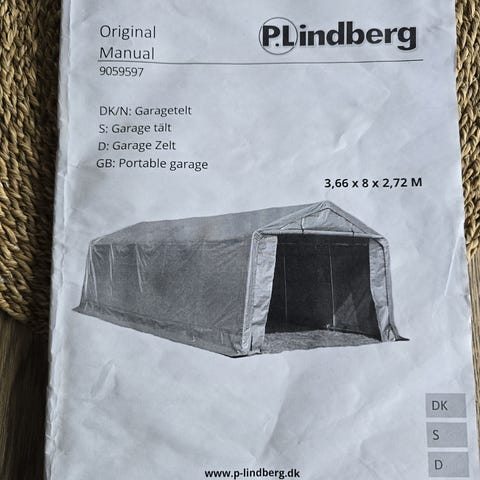 Original
Manual
9059597
P.Lindberg
DK/N: Garagetelt
S: Garage tält
D: Garage Zelt
GB: Portable garage
3,66 x 8 x 2,72 M
DK
S
D
www.p-lindberg.dk